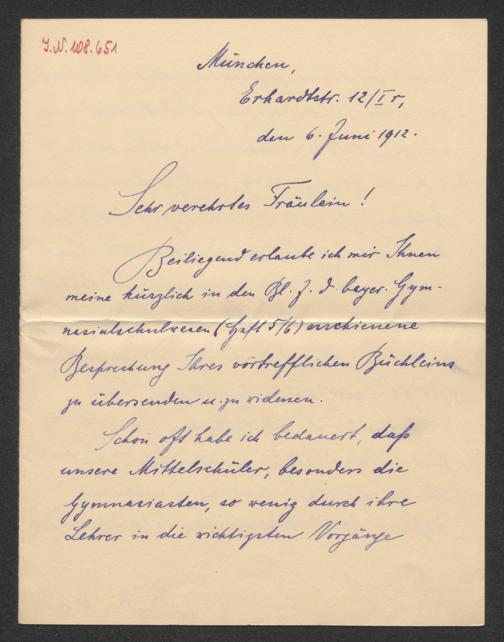 J.N. 108.651
München,
Erhardtstr. 12/I r,
den 6. Juni 1912.
Sehr verehrtes Fräulein!
Beiliegend erlaube ich mir Ihnen
meine kürzlich in den Bl. f. d. bayer. Gym-
nasialschulwesen (Heft 5/6) erschienene
Besprechung Ihres vortrefflichen Büchleins
zu übersenden u. zu widmen.
Schon oft habe ich bedauert, daß
unsere Mittelschüler, besonders die
Gymnasiasten, so wenig durch ihre
Lehrer in die wichtigsten Vorgänge